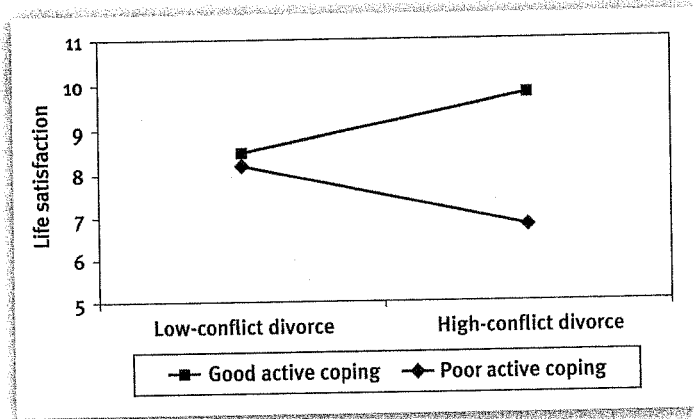 11
10
9
8
7
6
5
Life satisfaction
Low-conflict divorce
High-conflict divorce
Good active coping
Poor active coping